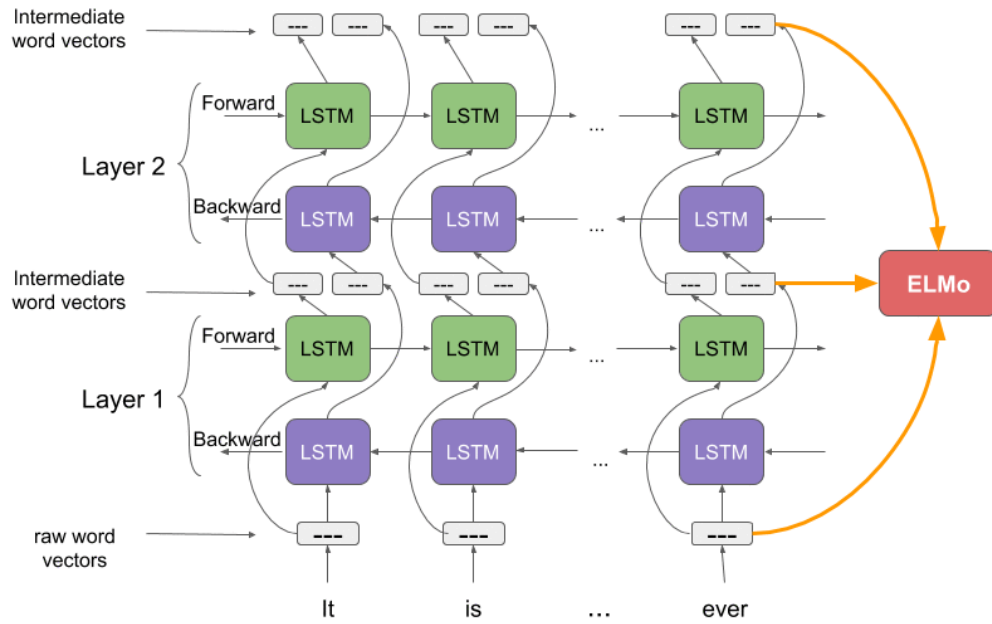 Intermediate
word vectors
--- --- --- --- --- ---
Forward
LSTM LSTM ... LSTM
Layer 2
Backward
LSTM LSTM ... LSTM
Intermediate
word vectors
--- --- --- --- --- ---
ELMo
Forward
LSTM LSTM ... LSTM
Layer 1
Backward
LSTM LSTM ... LSTM
raw word
vectors
--- --- ---
It is ... ever